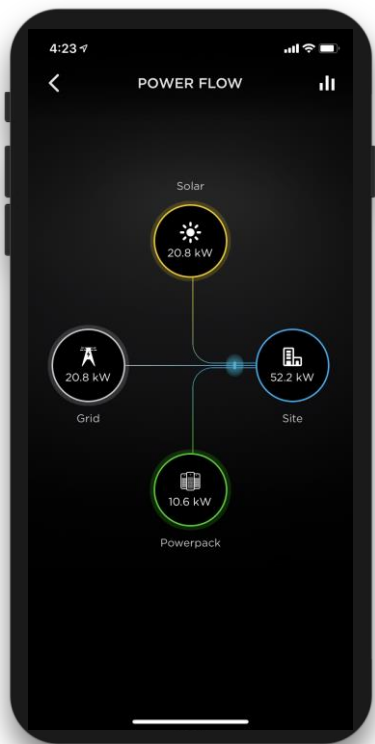 4:23
POWER FLOW
Solar
20.8 kW
20.8 kW
52.2 kW
Grid
Site
10.6 kW
Powerpack